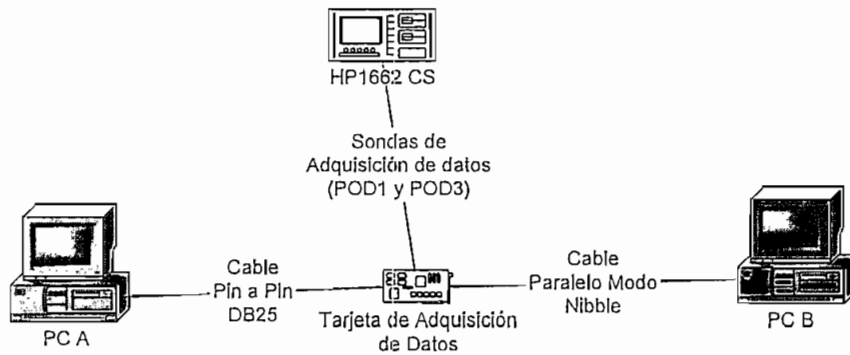 HP1662 CS
Sondas de
Adquisición de datos
(POD1 y POD3)
Cable
Pin a Pin
DB25
Cable
Paralelo Modo
Nibble
PC A
Tarjeta de Adquisición
de Datos
PC B